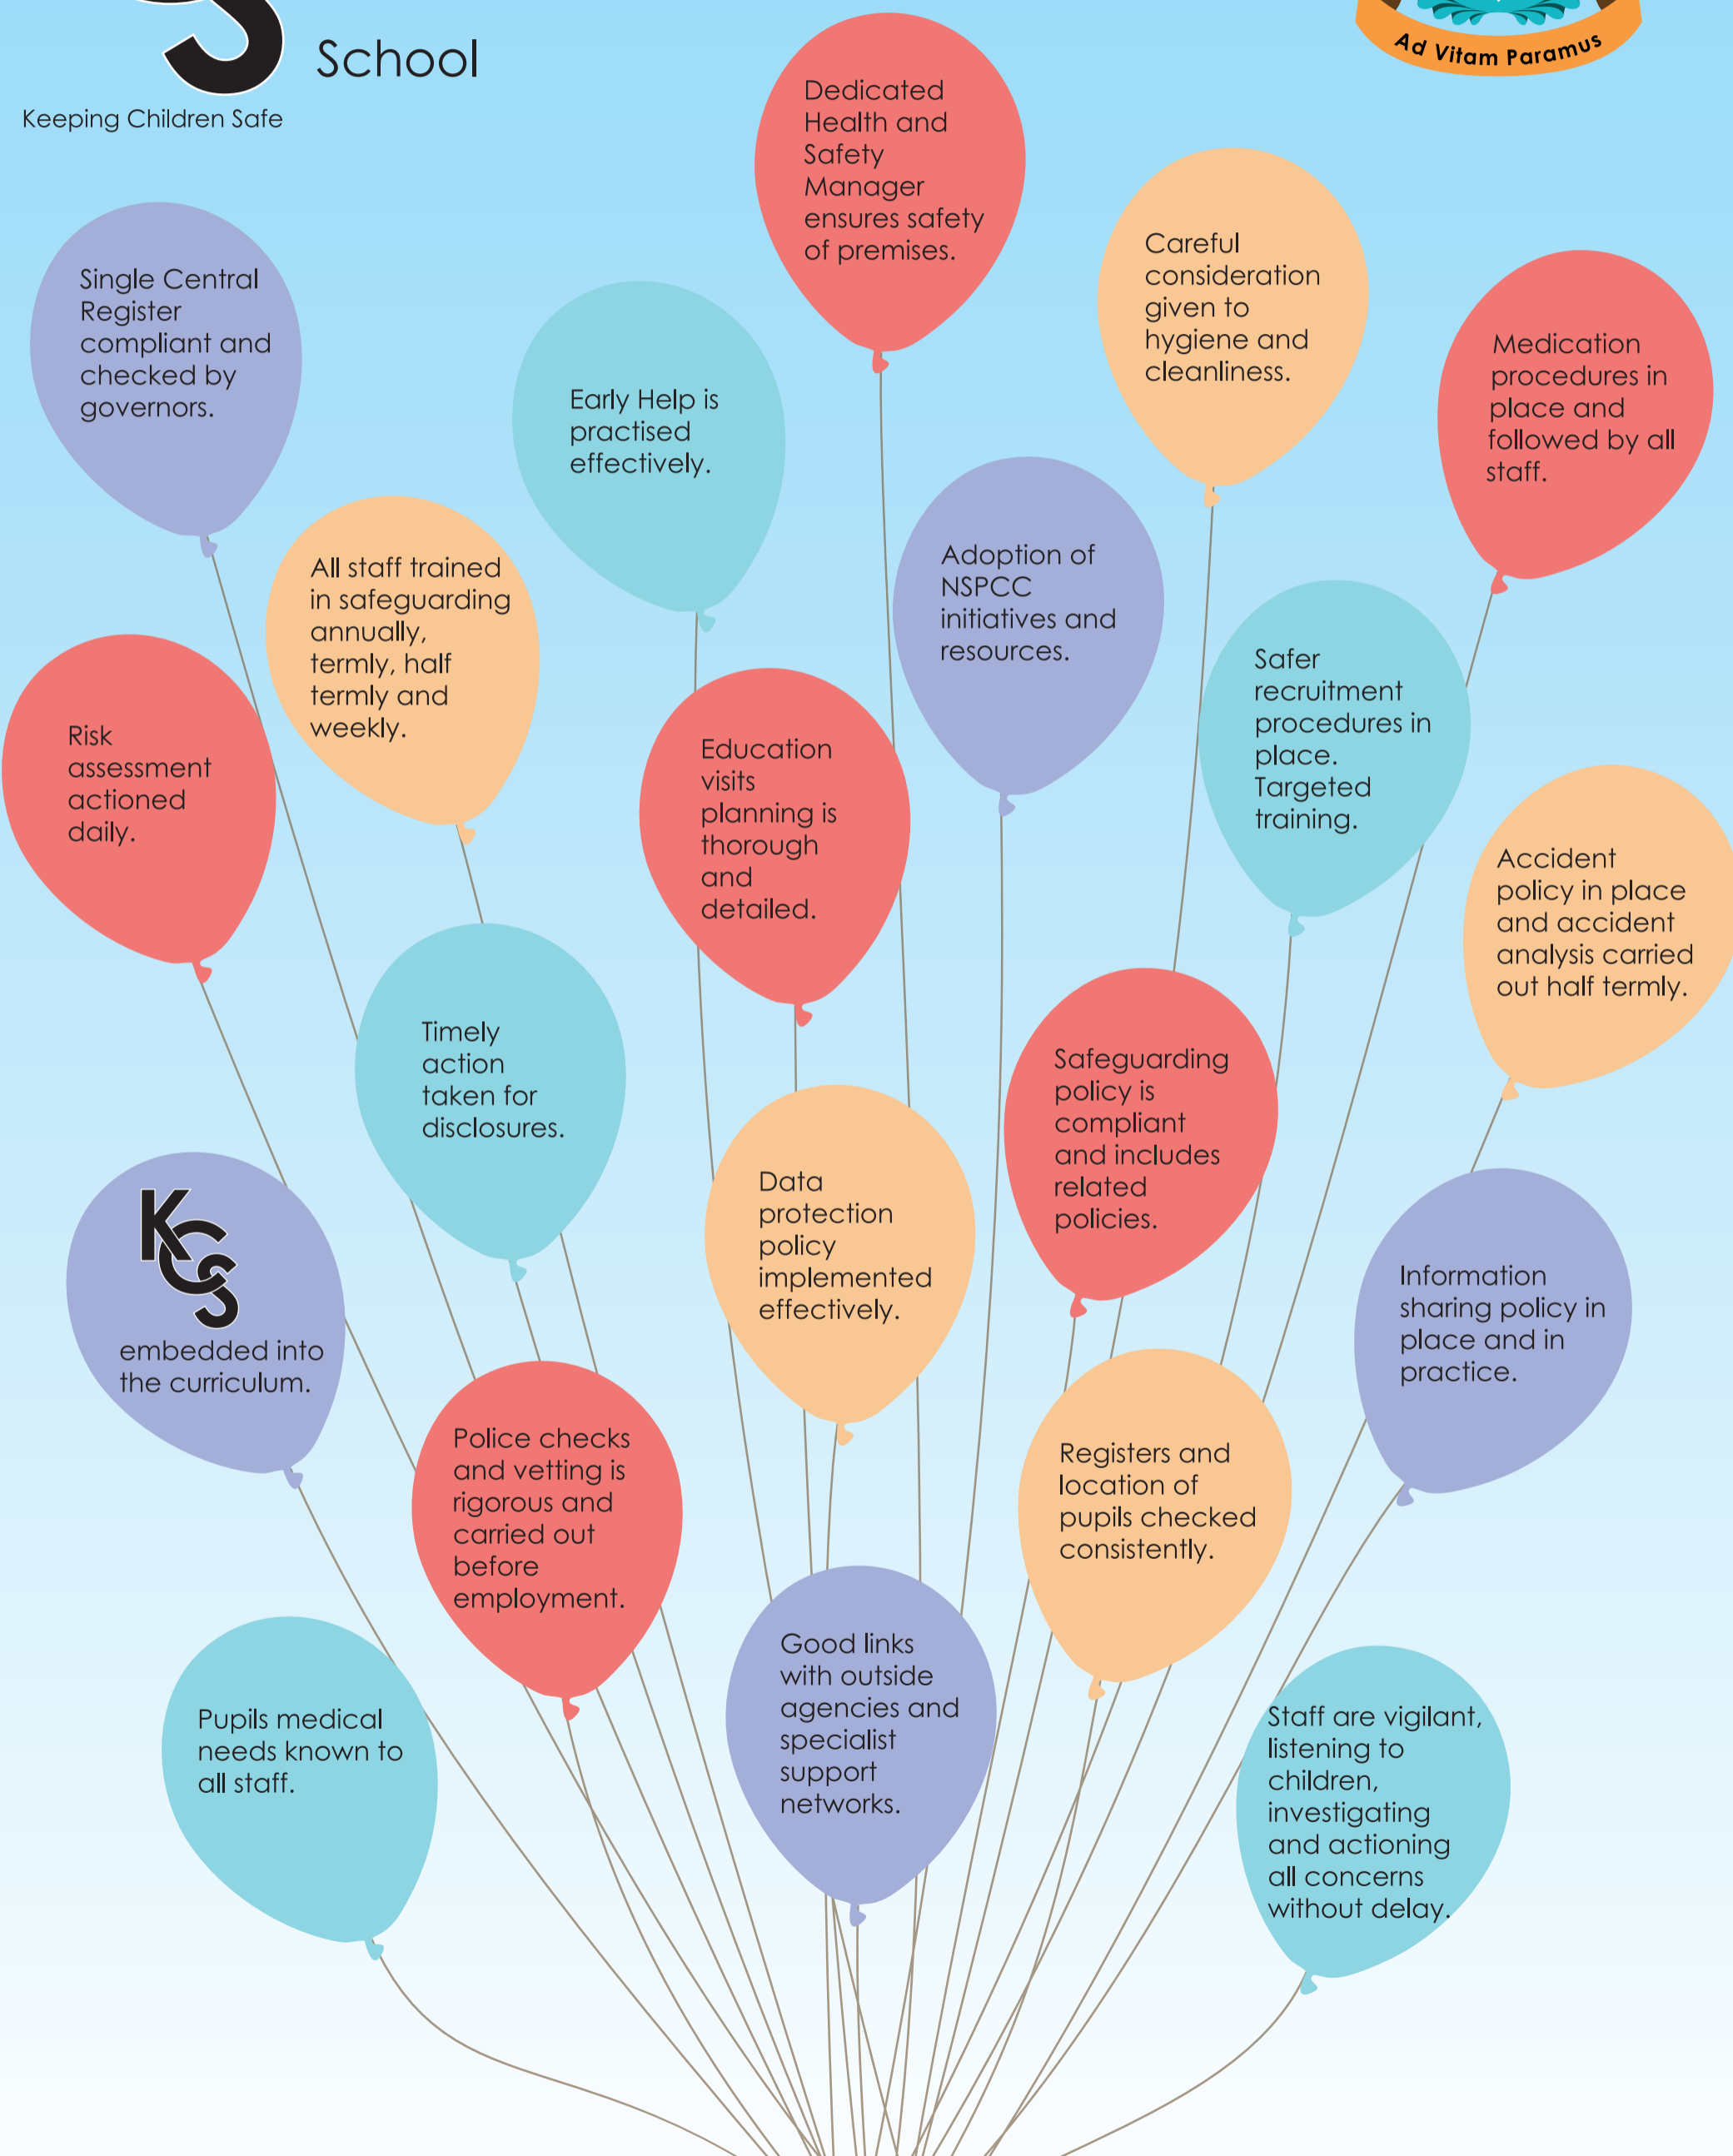 School
Keeping Children Safe
Ad Vitam Paramus
Dedicated
Health and
Safety
Manager
ensures safety
of premises.
Careful
consideration
given to
hygiene and
cleanliness.
Single Central
Register
compliant and
checked by
governors.
Medication
procedures in
place and
followed by all
staff.
Early Help is
practised
effectively.
All staff trained
in safeguarding
annually,
termly, half
termly and
weekly.
Adoption of
NSPCC
initiatives and
resources.
Safer
recruitment
procedures in
place.
Targeted
training.
Risk
assessment
actioned
daily.
Education
visits
planning is
thorough
and
detailed.
Accident
policy in place
and accident
analysis carried
out half termly.
Timely
action
taken for
disclosures.
Safeguarding
policy is
compliant
and includes
related
policies.
Data
protection
policy
implemented
effectively.
KCS
embedded into
the curriculum.
Information
sharing policy in
place and in
practice.
Police checks
and vetting is
rigorous and
carried out
before
employment.
Registers and
location of
pupils checked
consistently.
Good links
with outside
agencies and
specialist
support
networks.
Pupils medical
needs known to
all staff.
Staff are vigilant,
listening to
children,
investigating
and actioning
all concerns
without delay.